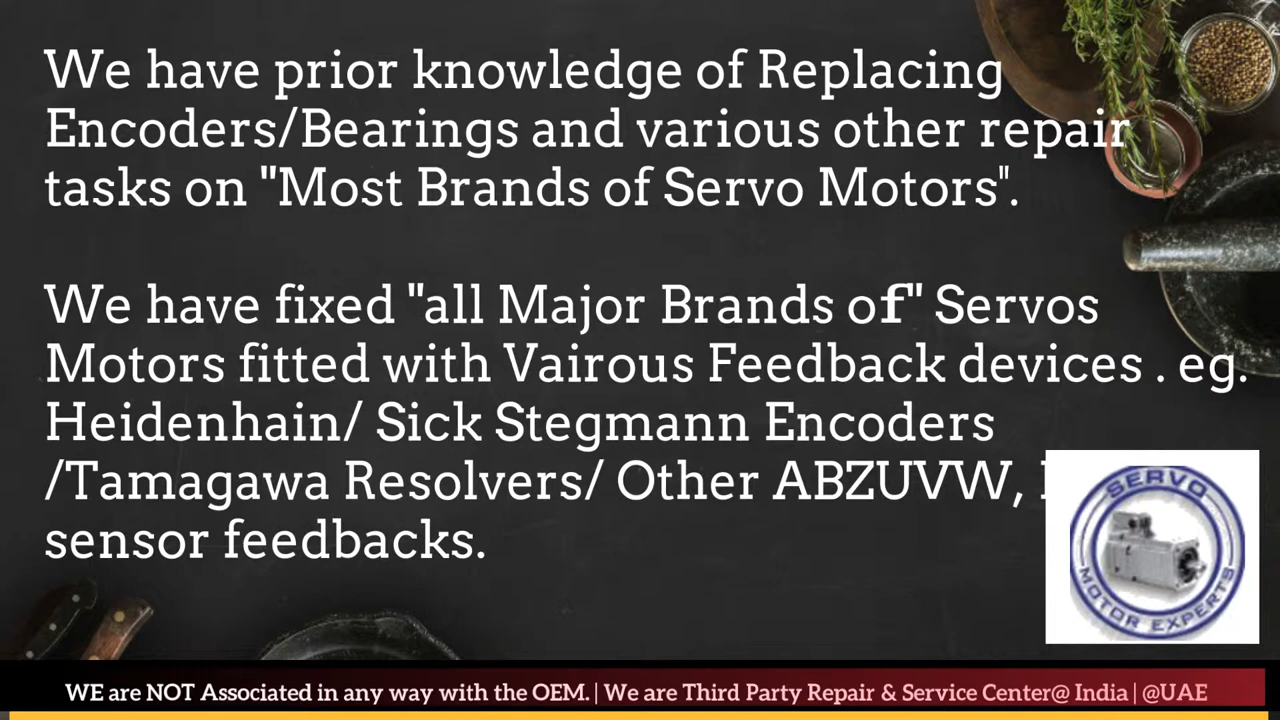 We have prior knowledge of Replacing
Encoders/Bearings and various other repair
tasks on "Most Brands of Servo Motors".
We have fixed "all Major Brands of" Servos
Motors fitted with Vairous Feedback devices . eg.
Heidenhain/ Sick Stegmann Encoders
/Tamagawa Resolvers/ Other ABZUVW,
sensor feedbacks.
SERVO
MOTOR EXPERTS
WE are NOT Associated in any way with the OEM. | We are Third Party Repair & Service Center@ India | @UAE